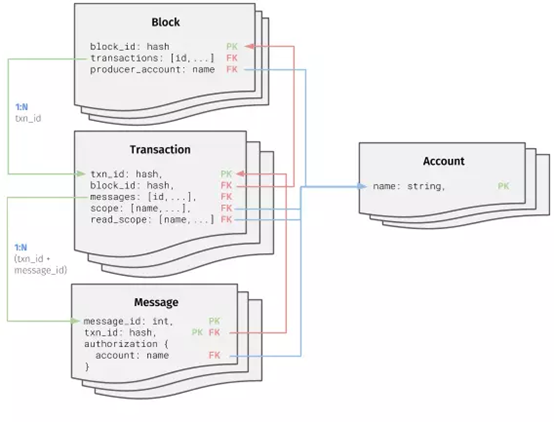 Block
block_id: hash PK
transactions: [id,...] FK
producer_account: name FK
1:N
txn_id
Transaction
txn_id: hash, PK
block_id: hash, FK
messages: [id,...], FK
scope: [name,...], FK
read_scope: [name,...] FK
Account
name: string, PK
1:N
(txn_id +
message_id)
Message
message_id: int, PK
txn_id: hash, PK FK
authorization {
account: name FK
}